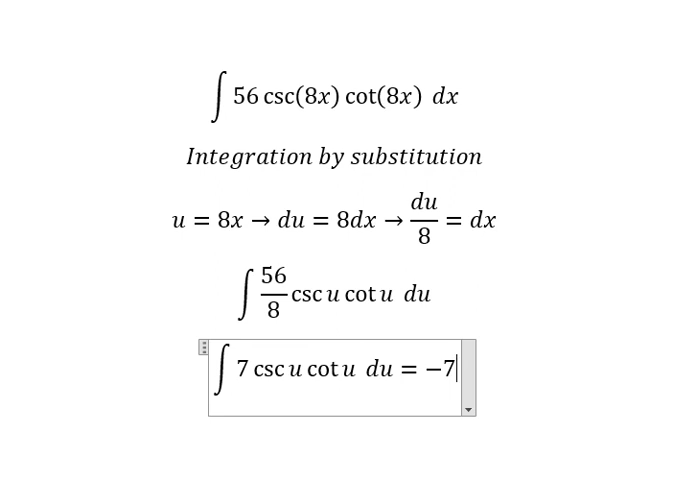 ∫ 56 csc(8x) cot(8x) dx
Integration by substitution
u = 8x → du = 8dx → du/8 = dx
∫ 56/8 csc u cot u du
∫ 7 csc u cot u du = −7